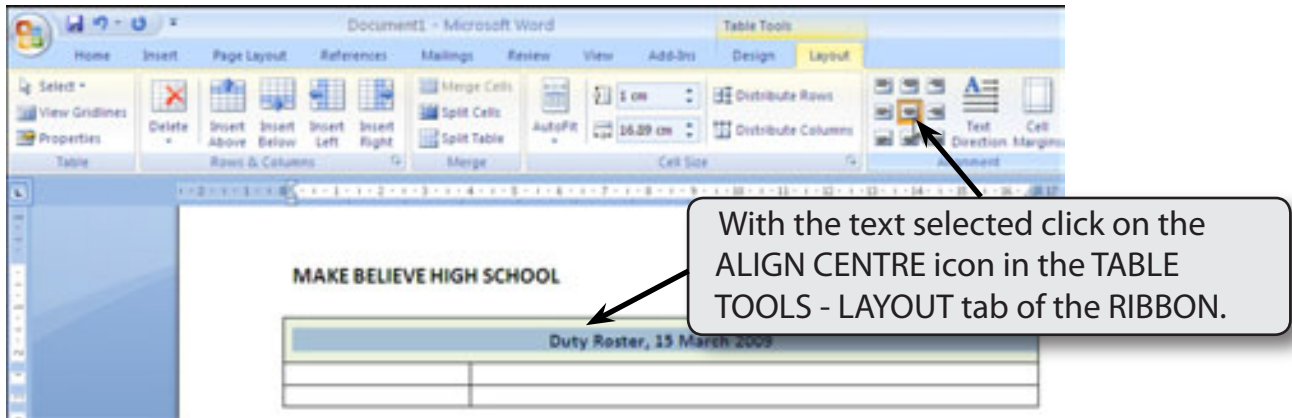 Document1 - Microsoft Word Table Tools
Home Insert Page Layout References Mailings Review View Add-Ins Design Layout
Select
View Gridlines
Properties
Table
Delete
Insert Above
Insert Below
Insert Left
Insert Right
Rows & Columns
Merge Cells
Split Cells
Split Table
Merge
AutoFit
1 cm
16.89 cm
Distribute Rows
Distribute Columns
Cell Size
Text Direction
Cell Margins
With the text selected click on the
ALIGN CENTRE icon in the TABLE
TOOLS - LAYOUT tab of the RIBBON.
MAKE BELIEVE HIGH SCHOOL
Duty Roster, 15 March 2009